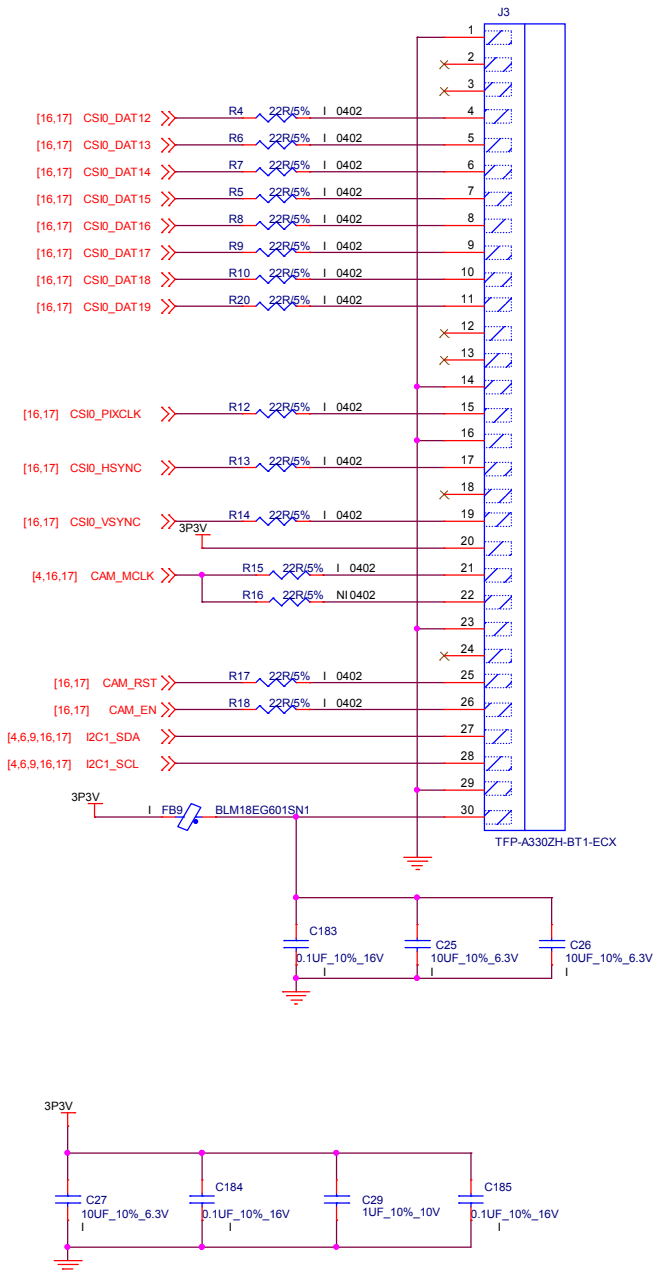 J3
1
2
3
[16,17] CSI0_DAT12 R4 22R/5% I 0402 4
[16,17] CSI0_DAT13 R6 22R/5% I 0402 5
[16,17] CSI0_DAT14 R7 22R/5% I 0402 6
[16,17] CSI0_DAT15 R5 22R/5% I 0402 7
[16,17] CSI0_DAT16 R8 22R/5% I 0402 8
[16,17] CSI0_DAT17 R9 22R/5% I 0402 9
[16,17] CSI0_DAT18 R10 22R/5% I 0402 10
[16,17] CSI0_DAT19 R20 22R/5% I 0402 11
12
13
14
[16,17] CSI0_PIXCLK R12 22R/5% I 0402 15
16
[16,17] CSI0_HSYNC R13 22R/5% I 0402 17
18
[16,17] CSI0_VSYNC R14 22R/5% I 0402 19
3P3V
20
[4,16,17] CAM_MCLK R15 22R/5% I 0402 21
R16 22R/5% NI 0402 22
23
24
[16,17] CAM_RST R17 22R/5% I 0402 25
[16,17] CAM_EN R18 22R/5% I 0402 26
[4,6,9,16,17] I2C1_SDA 27
[4,6,9,16,17] I2C1_SCL 28
29
3P3V
I FB9 BLM18EG601SN1 30
TFP-A330ZH-BT1-ECX
C183 C25 C26
0.1UF_10%_16V 10UF_10%_6.3V 10UF_10%_6.3V
I I I
3P3V
C27 C184 C29 C185
10UF_10%_6.3V 0.1UF_10%_16V 1UF_10%_10V 0.1UF_10%_16V
I I I